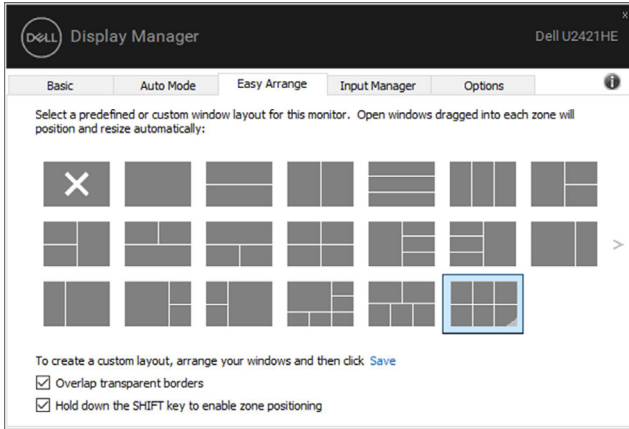 DELL Display Manager
Dell U2421HE
x
Basic
Auto Mode
Easy Arrange
Input Manager
Options
i
Select a predefined or custom window layout for this monitor. Open windows dragged into each zone will
position and resize automatically:
>
To create a custom layout, arrange your windows and then click Save
Overlap transparent borders
Hold down the SHIFT key to enable zone positioning